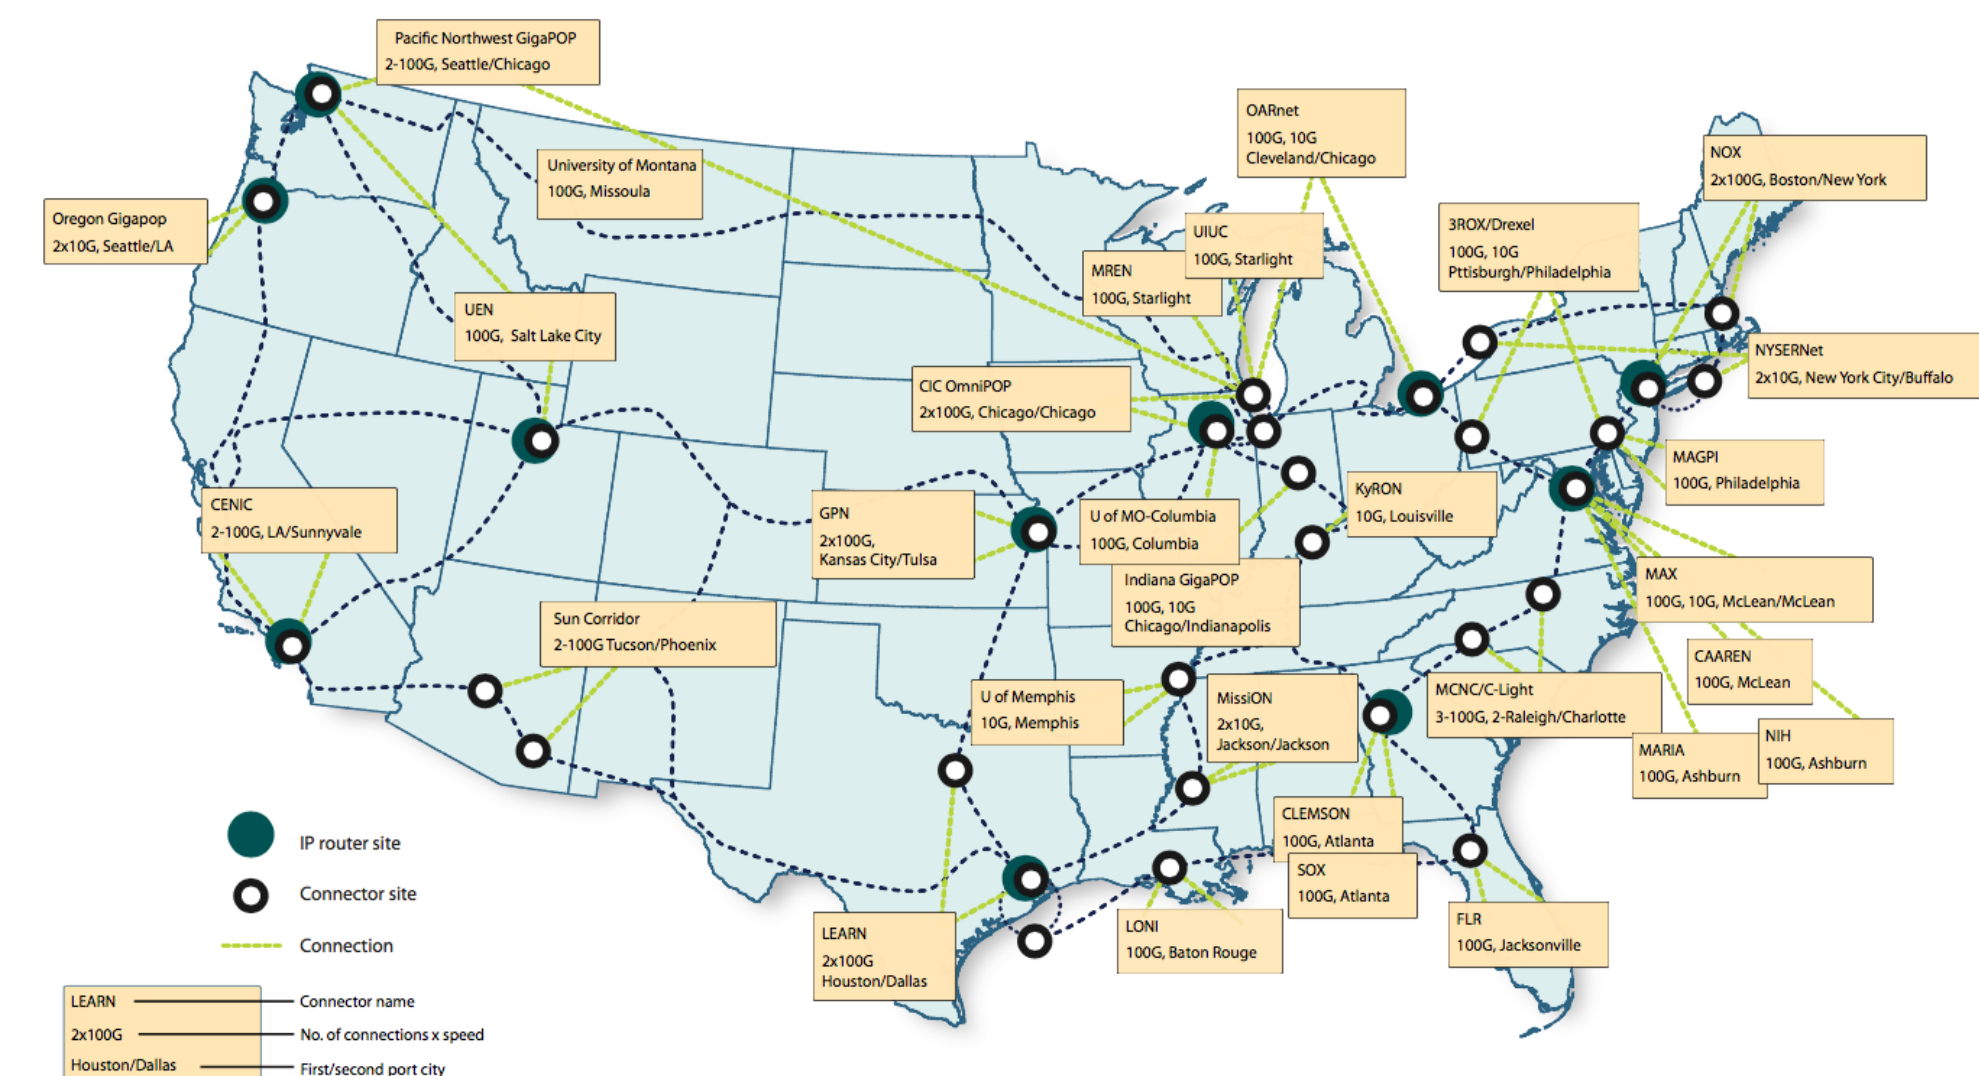 Pacific Northwest GigaPOP
2-100G, Seattle/Chicago
OARnet
100G, 10G
Cleveland/Chicago
NOX
2x100G, Boston/New York
University of Montana
100G, Missoula
Oregon Gigapop
2x10G, Seattle/LA
UIUC
100G, Starlight
3ROX/Drexel
100G, 10G
Pttisburgh/Philadelphia
MREN
100G, Starlight
UEN
100G, Salt Lake City
NYSERNet
2x10G, New York City/Buffalo
CIC OmniPOP
2x100G, Chicago/Chicago
MAGPI
100G, Philadelphia
CENIC
2-100G, LA/Sunnyvale
GPN
2x100G,
Kansas City/Tulsa
U of MO-Columbia
100G, Columbia
KyRON
10G, Louisville
Indiana GigaPOP
100G, 10G
Chicago/Indianapolis
MAX
100G, 10G, McLean/McLean
Sun Corridor
2-100G Tucson/Phoenix
CAAREN
100G, McLean
U of Memphis
10G, Memphis
MissiON
2x10G,
Jackson/Jackson
MCNC/C-Light
3-100G, 2-Raleigh/Charlotte
MARIA
100G, Ashburn
NIH
100G, Ashburn
CLEMSON
100G, Atlanta
SOX
100G, Atlanta
LEARN
2x100G
Houston/Dallas
LONI
100G, Baton Rouge
FLR
100G, Jacksonville
IP router site
Connector site
Connection
LEARN
Connector name
2x100G
No. of connections x speed
Houston/Dallas
First/second port city